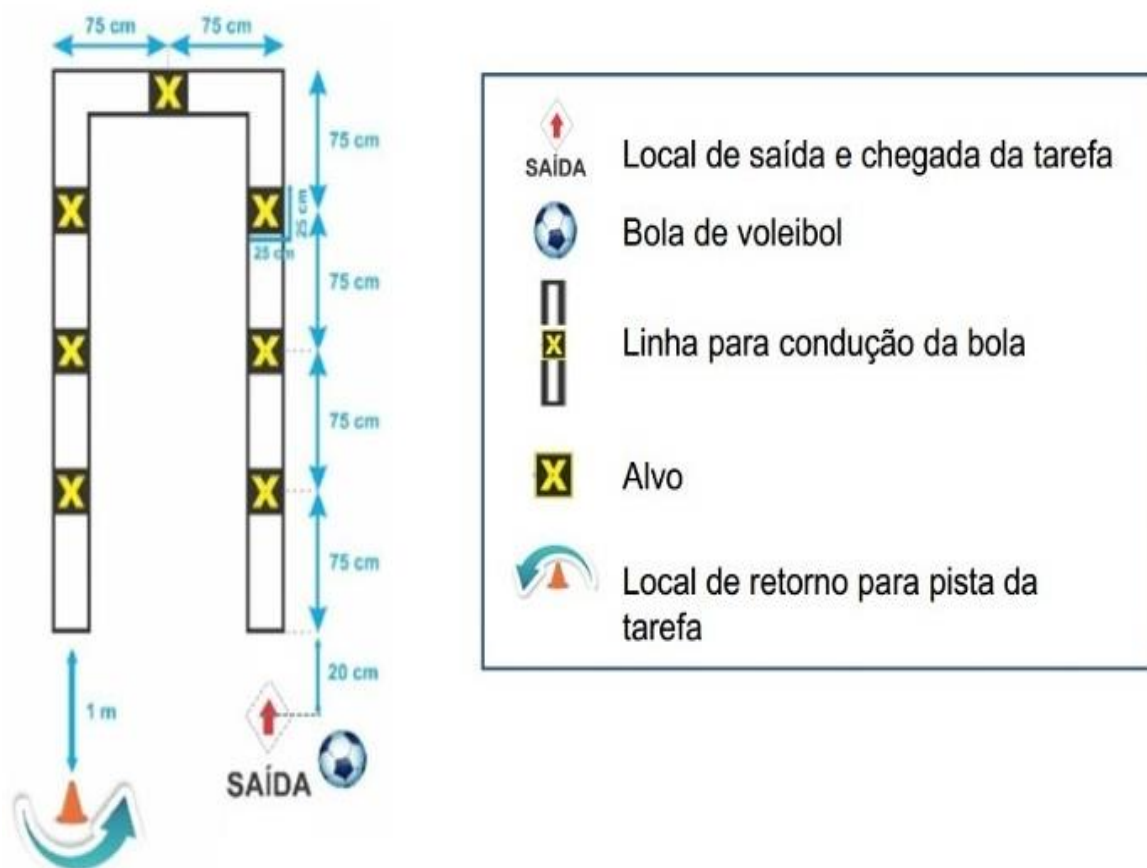 75 cm 75 cm
X
75 cm
X X
25 cm
25 cm
75 cm
X X
75 cm
X X
75 cm
20 cm
1 m
SAÍDA
SAÍDA
Local de saída e chegada da tarefa
Bola de voleibol
X
Linha para condução da bola
X
Alvo
Local de retorno para pista da
tarefa